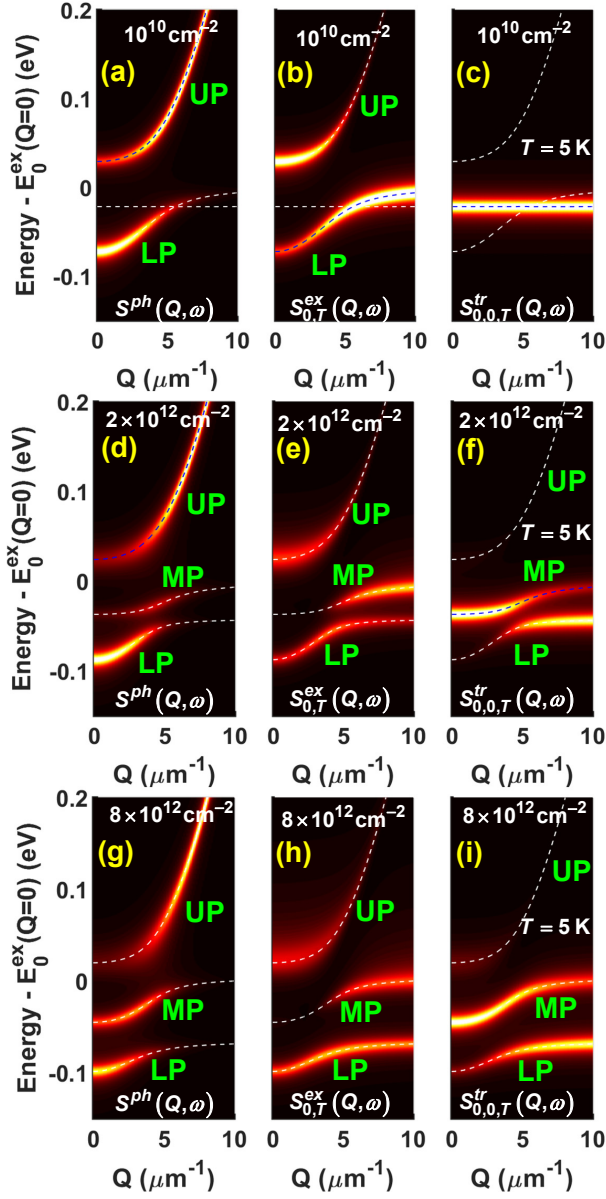 10¹⁰cm⁻² 10¹⁰cm⁻² 10¹⁰cm⁻²
(a) (b) (c)
UP UP
T = 5 K
LP LP
Sᵖʰ(Q,ω) S₀,Tᵉˣ(Q,ω) S₀,₀,Tᵗʳ(Q,ω)
Energy - E₀ᵉˣ(Q=0) (eV)
0.2
0.1
0
-0.1
0 5 10 0 5 10 0 5 10
Q (μm⁻¹) Q (μm⁻¹) Q (μm⁻¹)
2×10¹²cm⁻² 2×10¹²cm⁻² 2×10¹²cm⁻²
(d) (e) (f)
UP UP UP
T = 5 K
MP MP MP
LP LP LP
Sᵖʰ(Q,ω) S₀,Tᵉˣ(Q,ω) S₀,₀,Tᵗʳ(Q,ω)
Energy - E₀ᵉˣ(Q=0) (eV)
0.2
0.1
0
-0.1
0 5 10 0 5 10 0 5 10
Q (μm⁻¹) Q (μm⁻¹) Q (μm⁻¹)
8×10¹²cm⁻² 8×10¹²cm⁻² 8×10¹²cm⁻²
(g) (h) (i)
UP UP UP
T = 5 K
MP MP MP
LP LP LP
Sᵖʰ(Q,ω) S₀,Tᵉˣ(Q,ω) S₀,₀,Tᵗʳ(Q,ω)
Energy - E₀ᵉˣ(Q=0) (eV)
0.2
0.1
0
-0.1
0 5 10 0 5 10 0 5 10
Q (μm⁻¹) Q (μm⁻¹) Q (μm⁻¹)